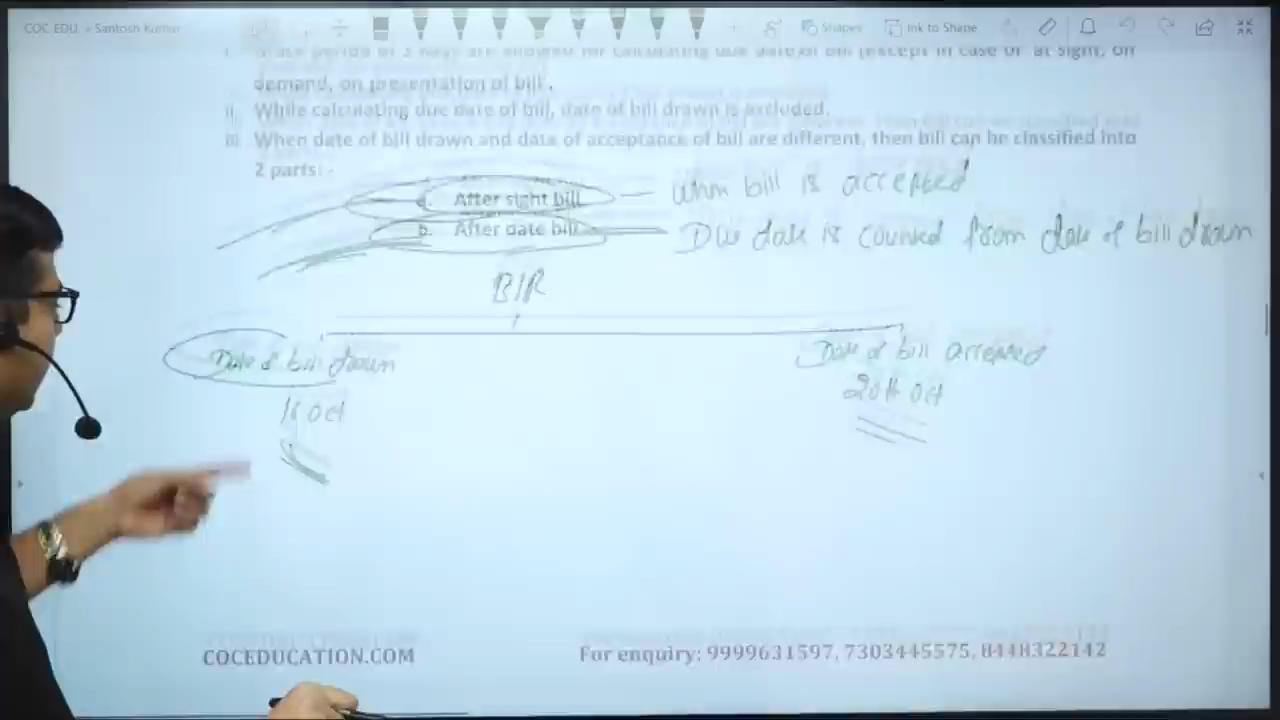 COC EDU. - Santosh Kumar
Shapes
Ink to Shape
i. Grace period of 3 days are allowed for calculating due date of bill (except in case of at sight, on
demand, on presentation of bill.
ii. While calculating due date of bill, date of bill drawn is excluded.
iii. When date of bill drawn and date of acceptance of bill are different, then bill can be classified into
2 parts: -
a. After sight bill — When bill is accepted
b. After date bill — Due date is counted from date of bill drawn
B/R
Date of bill drawn
Date of bill accepted
Oct
20th Oct
COCEDUCATION.COM
For enquiry: 9999631597, 7303445575, 8448322142